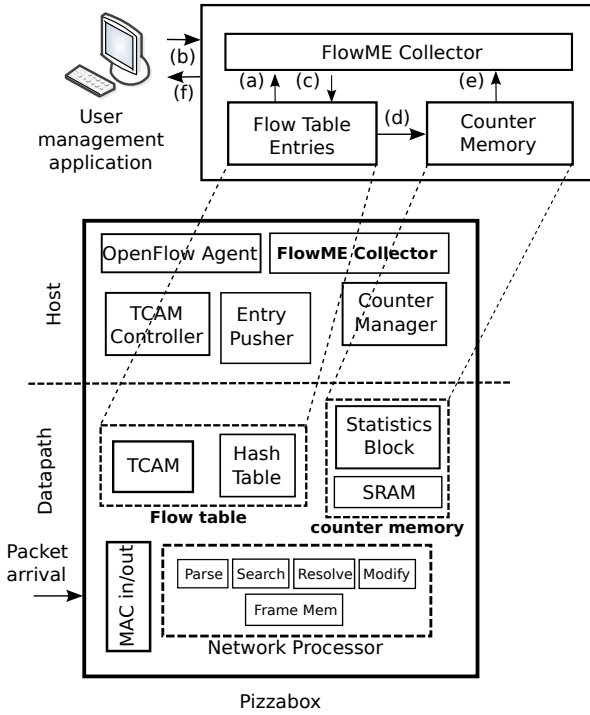 (b)
(f)
User
management
application
FlowME Collector
(a)
(c)
(e)
Flow Table
Entries
(d)
Counter
Memory
Host
OpenFlow Agent
FlowME Collector
TCAM
Controller
Entry
Pusher
Counter
Manager
Datapath
TCAM
Hash
Table
Flow table
Statistics
Block
SRAM
counter memory
Packet
arrival
MAC in/out
Parse
Search
Resolve
Modify
Frame Mem
Network Processor
Pizzabox